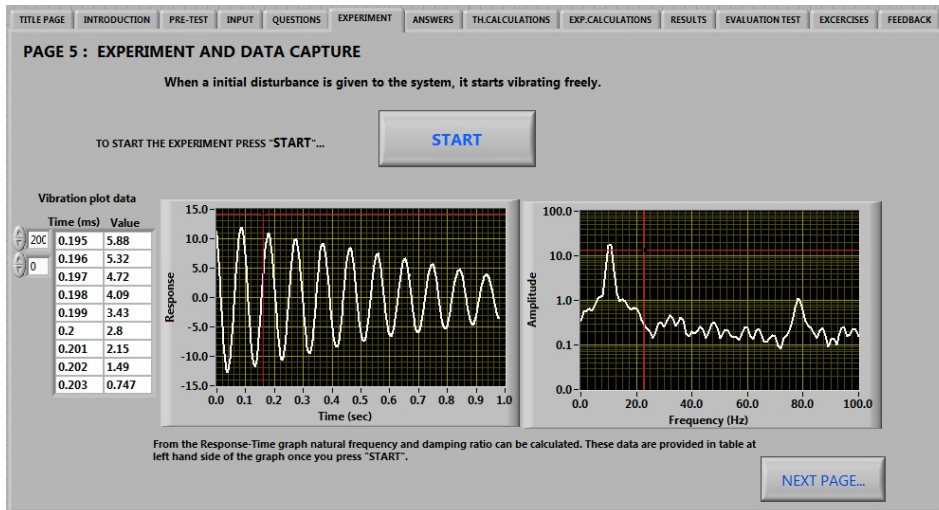 TITLE PAGE INTRODUCTION PRE-TEST INPUT QUESTIONS EXPERIMENT ANSWERS TH.CALCULATIONS EXP.CALCULATIONS RESULTS EVALUATION TEST EXCERCISES FEEDBACK
PAGE 5 : EXPERIMENT AND DATA CAPTURE
When a initial disturbance is given to the system, it starts vibrating freely.
TO START THE EXPERIMENT PRESS "START"...
START
Vibration plot data
Time (ms) Value
200
0
0.195 5.88
0.196 5.32
0.197 4.72
0.198 4.09
0.199 3.43
0.2 2.8
0.201 2.15
0.202 1.49
0.203 0.747
Response
15.0
10.0
5.0
0.0
-5.0
-10.0
-15.0
0.0 0.1 0.2 0.3 0.4 0.5 0.6 0.7 0.8 0.9 1.0
Time (sec)
Amplitude
100.0
10.0
1.0
0.1
0.0
0.0 20.0 40.0 60.0 80.0 100.0
Frequency (Hz)
From the Response-Time graph natural frequency and damping ratio can be calculated. These data are provided in table at
left hand side of the graph once you press "START".
NEXT PAGE...